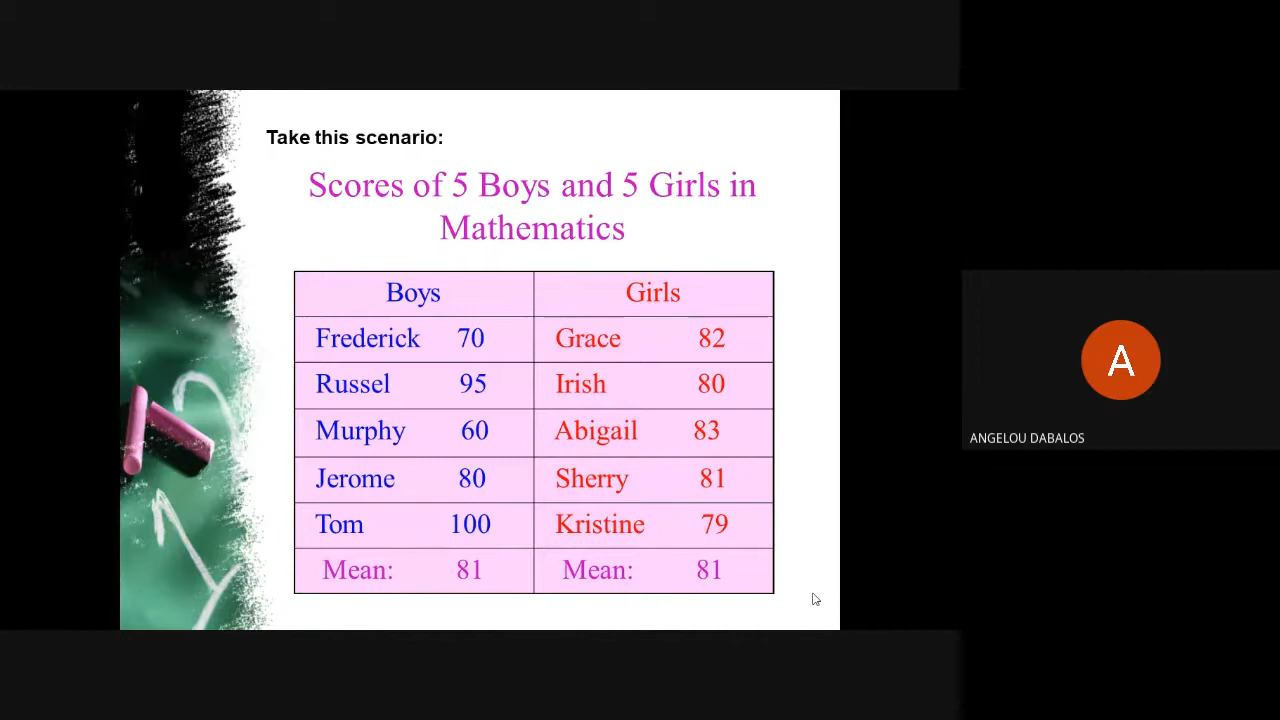 Take this scenario:
Scores of 5 Boys and 5 Girls in
Mathematics
Boys Girls
Frederick 70 Grace 82
Russel 95 Irish 80
Murphy 60 Abigail 83
Jerome 80 Sherry 81
Tom 100 Kristine 79
Mean: 81 Mean: 81
A
ANGELOU DABALOS